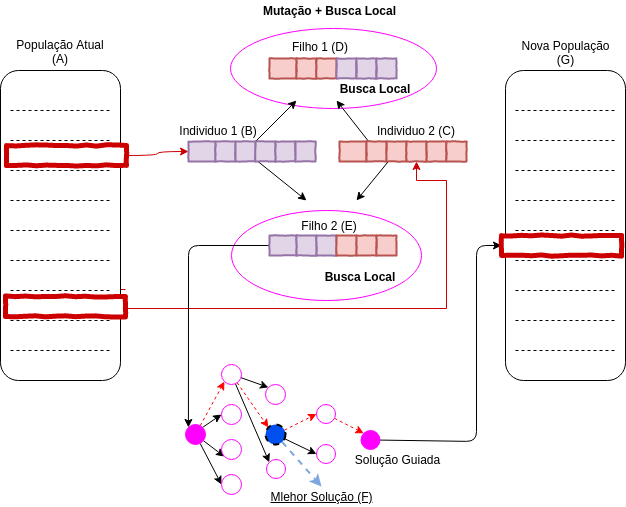 Mutação + Busca Local
População Atual
(A)
Filho 1 (D)
Busca Local
Nova População
(G)
Individuo 1 (B)
Individuo 2 (C)
Filho 2 (E)
Busca Local
Solução Guiada
Mlehor Solução (F)